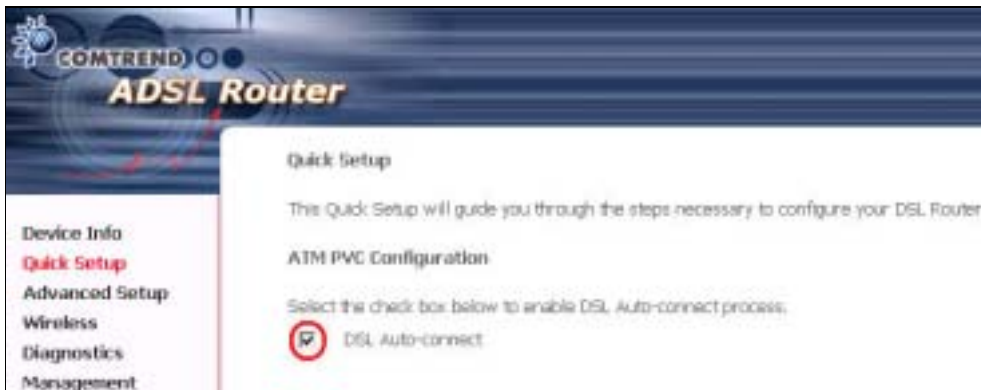 COMTREND
ADSL Router
Quick Setup
This Quick Setup will guide you through the steps necessary to configure your DSL Router
ATM PVC Configuration
Select the check box below to enable DSL Auto-connect process.
DSL Auto-connect
Device Info
Quick Setup
Advanced Setup
Wireless
Diagnostics
Management